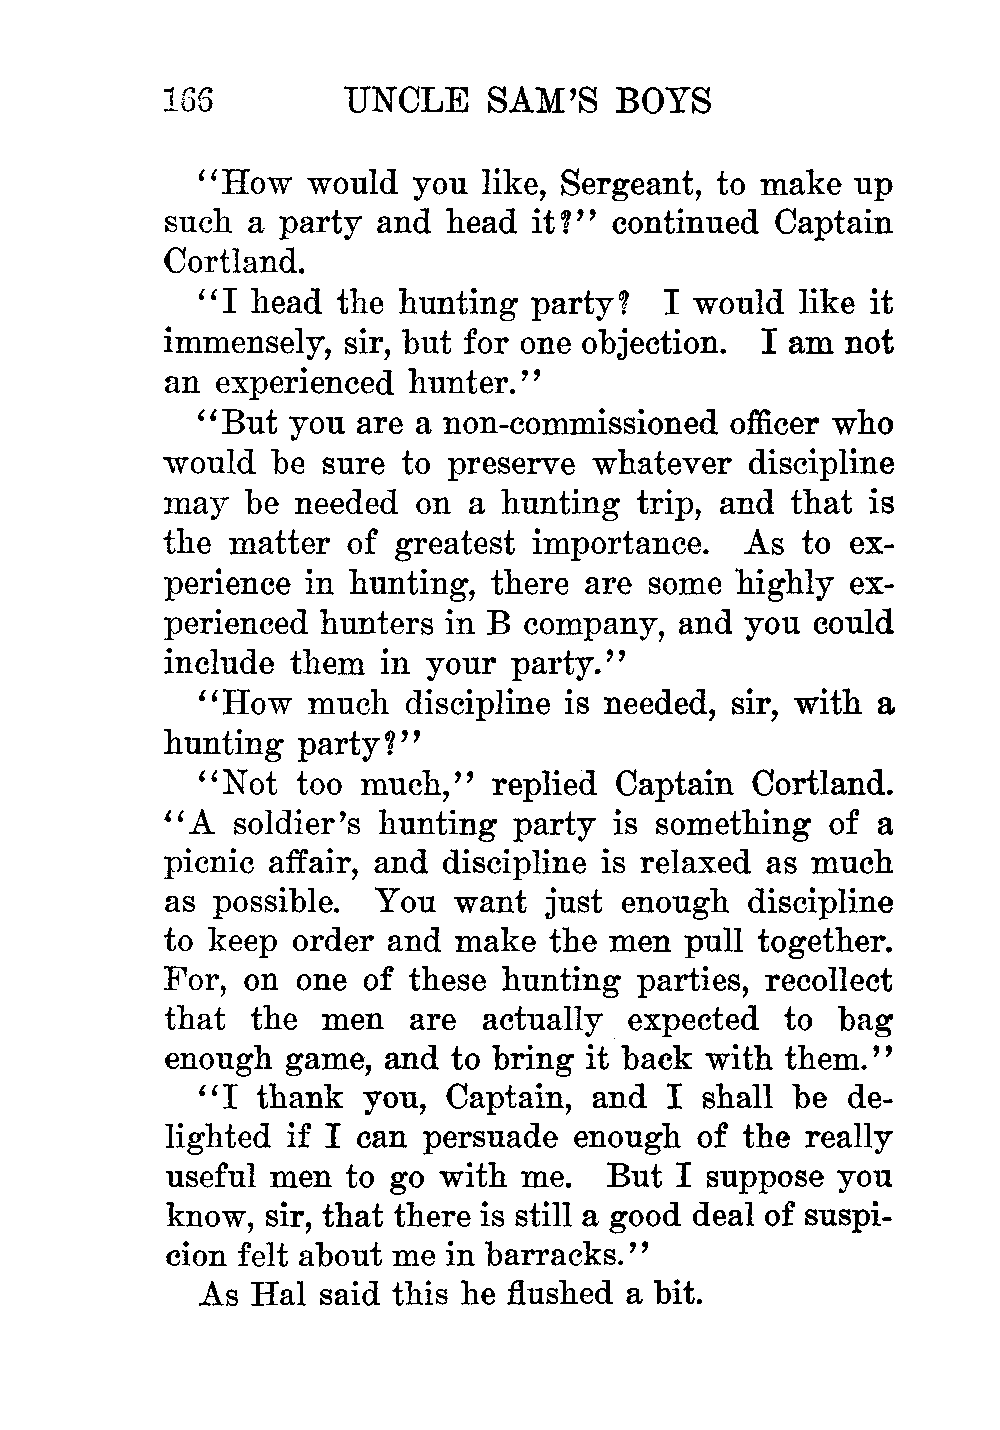 166 UNCLE SAM'S BOYS
"How would you like, Sergeant, to make up
such a party and head it?" continued Captain
Cortland.
"I head the hunting party? I would like it
immensely, sir, but for one objection. I am not
an experienced hunter."
"But you are a non-commissioned officer who
would be sure to preserve whatever discipline
may be needed on a hunting trip, and that is
the matter of greatest importance. As to ex-
perience in hunting, there are some highly ex-
perienced hunters in B company, and you could
include them in your party."
"How much discipline is needed, sir, with a
hunting party?"
"Not too much," replied Captain Cortland.
"A soldier's hunting party is something of a
picnic affair, and discipline is relaxed as much
as possible. You want just enough discipline
to keep order and make the men pull together.
For, on one of these hunting parties, recollect
that the men are actually expected to bag
enough game, and to bring it back with them."
"I thank you, Captain, and I shall be de-
lighted if I can persuade enough of the really
useful men to go with me. But I suppose you
know, sir, that there is still a good deal of suspi-
cion felt about me in barracks."
As Hal said this he flushed a bit.